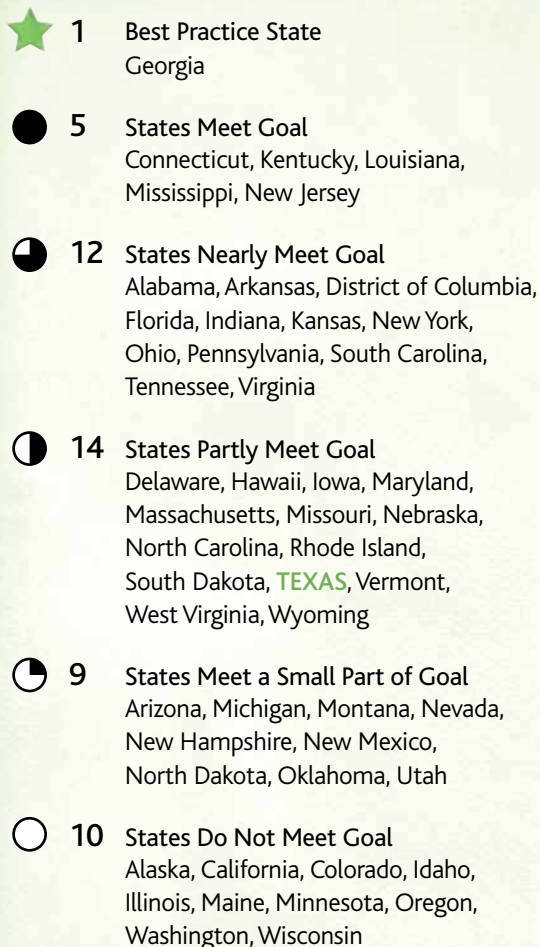 1 Best Practice State
Georgia
5 States Meet Goal
Connecticut, Kentucky, Louisiana,
Mississippi, New Jersey
12 States Nearly Meet Goal
Alabama, Arkansas, District of Columbia,
Florida, Indiana, Kansas, New York,
Ohio, Pennsylvania, South Carolina,
Tennessee, Virginia
14 States Partly Meet Goal
Delaware, Hawaii, Iowa, Maryland,
Massachusetts, Missouri, Nebraska,
North Carolina, Rhode Island,
South Dakota, TEXAS, Vermont,
West Virginia, Wyoming
9 States Meet a Small Part of Goal
Arizona, Michigan, Montana, Nevada,
New Hampshire, New Mexico,
North Dakota, Oklahoma, Utah
10 States Do Not Meet Goal
Alaska, California, Colorado, Idaho,
Illinois, Maine, Minnesota, Oregon,
Washington, Wisconsin